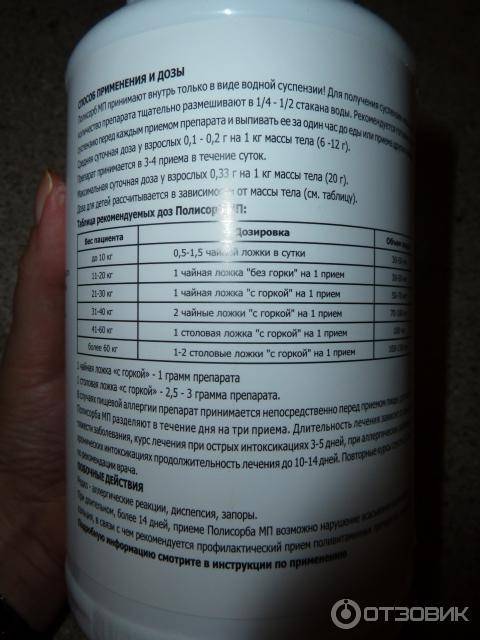 СПОСОБ ПРИМЕНЕНИЯ И ДОЗЫ
Полисорб МП принимают внутрь только в виде водной суспензии! Для получения суспензии
количество препарата тщательно размешивают в 1/4 - 1/2 стакана воды. Рекомендуется
суспензию перед каждым приемом препарата и выпивать ее за один час до еды или приема
Средняя суточная доза у взрослых 0,1 - 0,2 г на 1 кг массы тела (6 -12 г).
Препарат принимается в 3-4 приема в течение суток.
Максимальная суточная доза у взрослых 0,33 г на 1 кг массы тела (20 г).
Доза для детей рассчитывается в зависимости от массы тела (см. таблицу).
Таблица рекомендуемых доз Полисорб МП:
Вес пациента Дозировка Объем
до 10 кг 0,5-1,5 чайной ложки в сутки
11-20 кг 1 чайная ложка "без горки" на 1 прием
21-30 кг 1 чайная ложка "с горкой" на 1 прием
31-40 кг 2 чайные ложки "с горкой" на 1 прием
41-60 кг 1 столовая ложка "с горкой" на 1 прием
более 60 кг 1-2 столовые ложки "с горкой" на 1 прием
1 чайная ложка «с горкой» - 1 грамм препарата
1 столовая ложка «с горкой» - 2,5 - 3 грамма препарата.
В случаях пищевой аллергии препарат принимается непосредственно перед приемом пищи
Полисорба МП разделяют в течение дня на три приема. Длительность лечения зависит
тяжести заболевания, курс лечения при острых интоксикациях 3-5 дней, при аллергических
хронических интоксикациях продолжительность лечения до 10-14 дней. Повторные курсы
по рекомендации врача.
ПОБОЧНЫЕ ДЕЙСТВИЯ
Редко - аллергические реакции, диспепсия, запоры.
При длительном, более 14 дней, приеме Полисорба МП возможно нарушение всасывания
кальция, в связи с чем рекомендуется профилактический прием поливитаминных
Подробную информацию смотрите в инструкции по применению
ОТЗОВИК